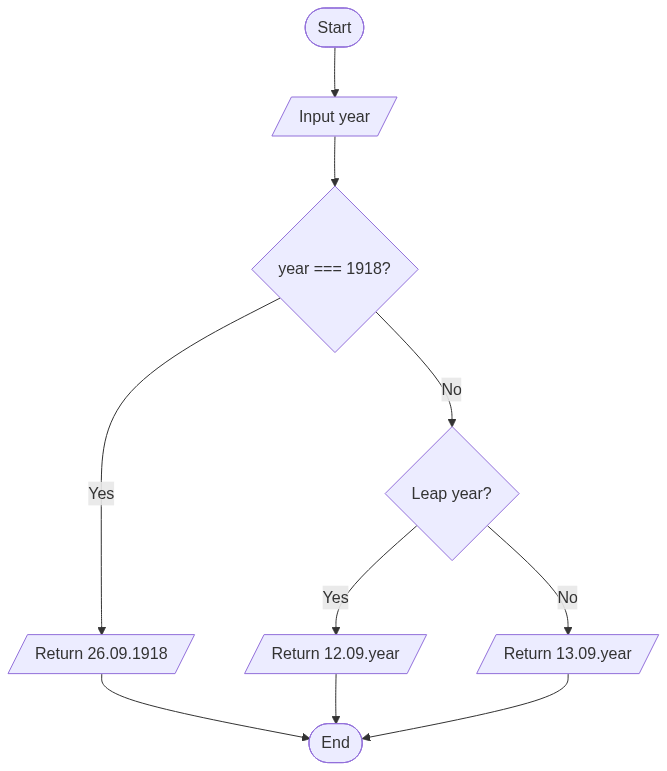 Start
Input year
year === 1918?
No
Yes
Leap year?
Yes
No
Return 26.09.1918
Return 12.09.year
Return 13.09.year
End